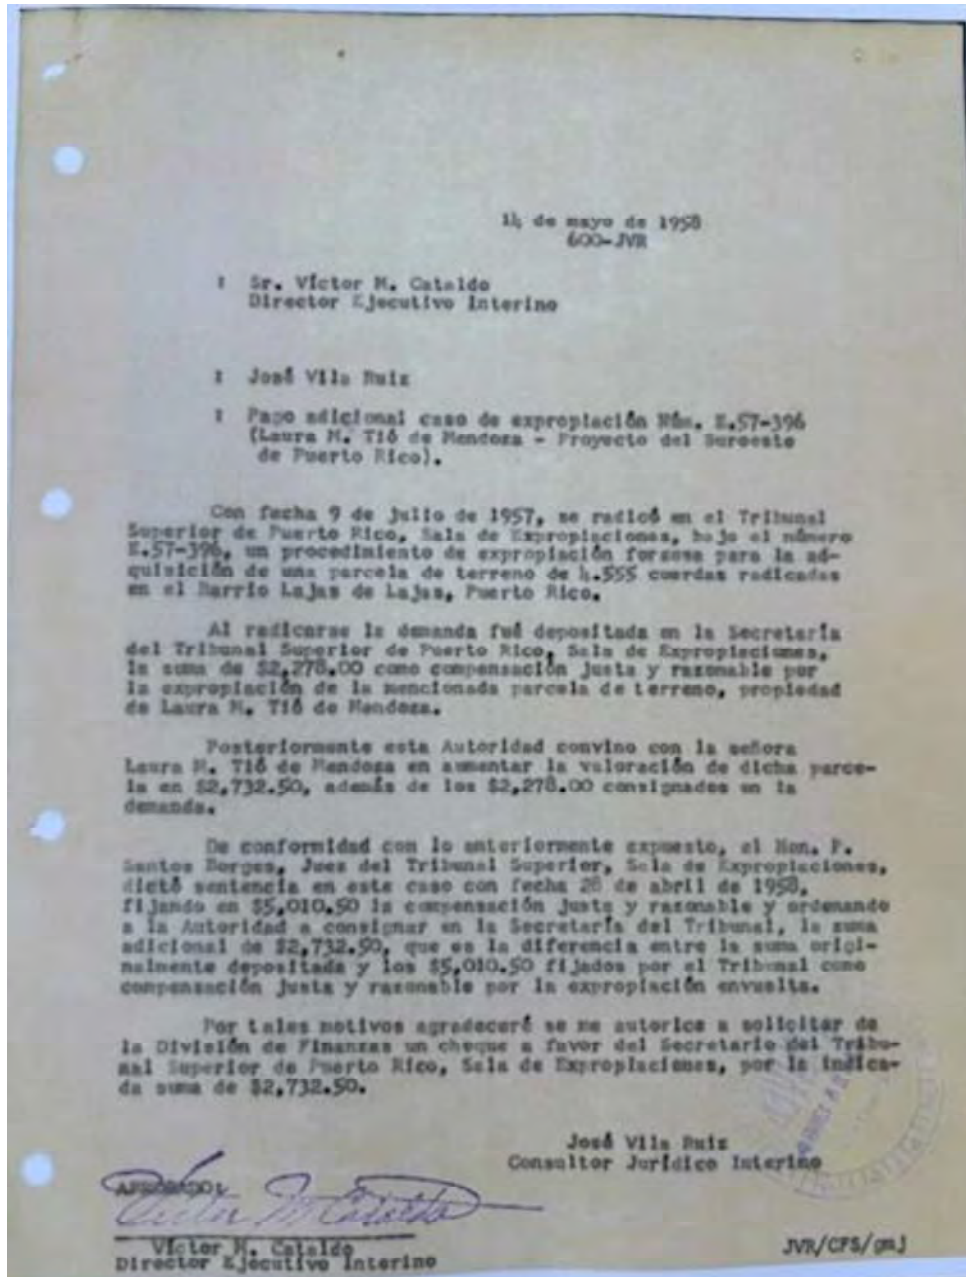 14 de mayo de 1958
600-JVR
: Sr. Víctor M. Cataldo
Director Ejecutivo Interino
: José Vila Ruiz
: Pago adicional caso de expropiación Núm. E.57-396
(Laura M. Tió de Mendoza - Proyecto del Suroeste
de Puerto Rico).
Con fecha 9 de julio de 1957, se radicó en el Tribunal
Superior de Puerto Rico, Sala de Expropiaciones, bajo el número
E.57-396, un procedimiento de expropiación forzosa para la ad-
quisición de una parcela de terreno de 4.555 cuerdas radicadas
en el Barrio Lajas de Lajas, Puerto Rico.
Al radicarse la demanda fué depositada en la Secretaría
del Tribunal Superior de Puerto Rico, Sala de Expropiaciones,
la suma de $2,278.00 como compensación justa y razonable por
la expropiación de la mencionada parcela de terreno, propiedad
de Laura M. Tió de Mendoza.
Posteriormente esta Autoridad convino con la señora
Laura M. Tió de Mendoza en aumentar la valoración de dicha parce-
la en $2,732.50, además de los $2,278.00 consignados en la
demanda.
De conformidad con lo anteriormente expuesto, el Hon. P.
Santos Borges, Juez del Tribunal Superior, Sala de Expropiaciones,
dictó sentencia en este caso con fecha 28 de abril de 1958,
fijando en $5,010.50 la compensación justa y razonable y ordenando
a la Autoridad a consignar en la Secretaría del Tribunal, la suma
adicional de $2,732.50, que es la diferencia entre la suma origi-
nalmente depositada y los $5,010.50 fijados por el Tribunal como
compensación justa y razonable por la expropiación envuelta.
Por tales motivos agradeceré se me autorice a solicitar de
la División de Finanzas un cheque a favor del Secretario del Tribu-
nal Superior de Puerto Rico, Sala de Expropiaciones, por la indica-
da suma de $2,732.50.
José Vila Ruiz
Consultor Jurídico Interino
APROBADO:
Víctor M. Cataldo
Víctor M. Cataldo
Director Ejecutivo Interino
JVR/CFS/gmj